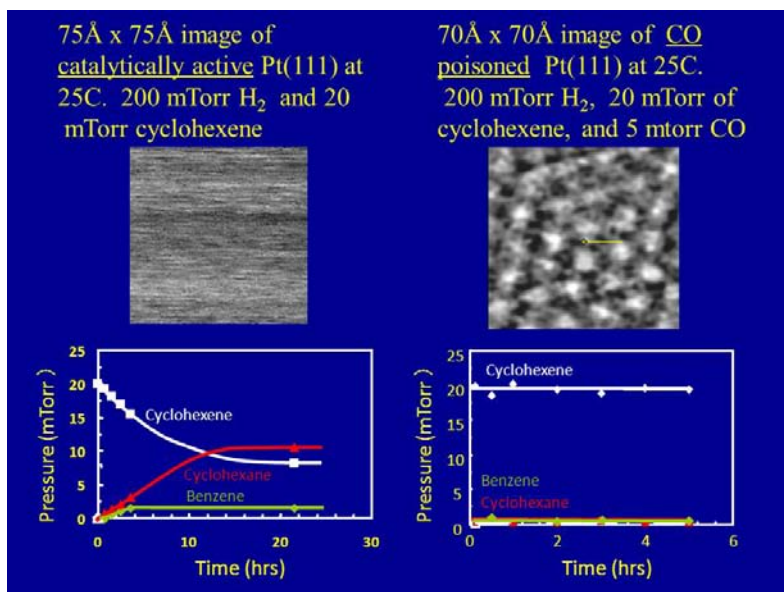 75Å x 75Å image of
catalytically active Pt(111) at
25C. 200 mTorr H₂ and 20
mTorr cyclohexene
70Å x 70Å image of CO
poisoned Pt(111) at 25C.
200 mTorr H₂, 20 mTorr of
cyclohexene, and 5 mtorr CO
Pressure (mTorr)
25
20
15
10
5
0
Cyclohexene
Cyclohexane
Benzene
0
10
20
30
Time (hrs)
Pressure (mTorr)
25
20
15
10
5
0
Cyclohexene
Benzene
Cyclohexane
0
2
4
6
Time (hrs)